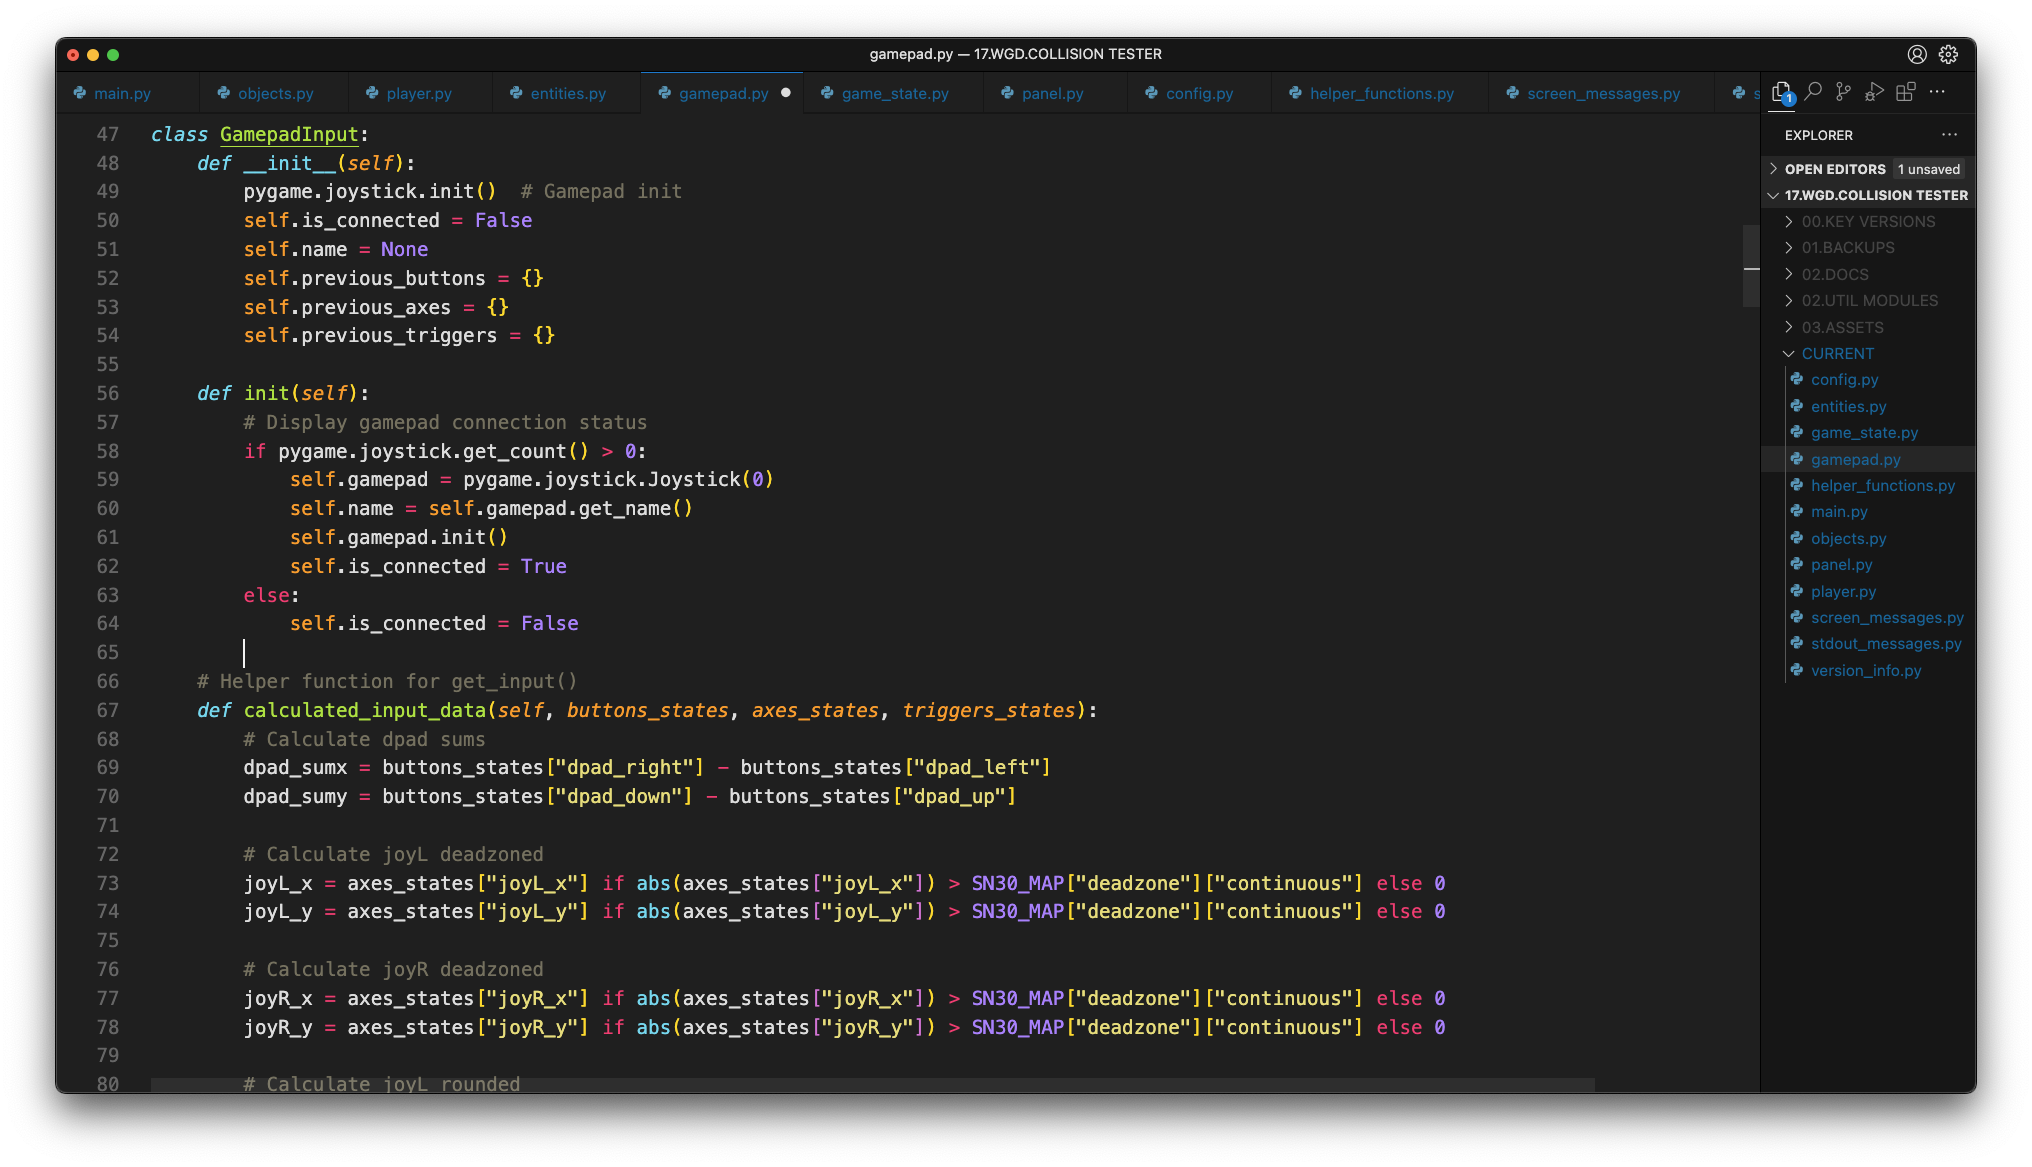 gamepad.py — 17.WGD.COLLISION TESTER
main.py objects.py player.py entities.py gamepad.py game_state.py panel.py config.py helper_functions.py screen_messages.py s
1
47 class GamepadInput:
48 def __init__(self):
49 pygame.joystick.init() # Gamepad init
50 self.is_connected = False
51 self.name = None
52 self.previous_buttons = {}
53 self.previous_axes = {}
54 self.previous_triggers = {}
55
56 def init(self):
57 # Display gamepad connection status
58 if pygame.joystick.get_count() > 0:
59 self.gamepad = pygame.joystick.Joystick(0)
60 self.name = self.gamepad.get_name()
61 self.gamepad.init()
62 self.is_connected = True
63 else:
64 self.is_connected = False
65
66 # Helper function for get_input()
67 def calculated_input_data(self, buttons_states, axes_states, triggers_states):
68 # Calculate dpad sums
69 dpad_sumx = buttons_states["dpad_right"] - buttons_states["dpad_left"]
70 dpad_sumy = buttons_states["dpad_down"] - buttons_states["dpad_up"]
71
72 # Calculate joyL deadzoned
73 joyL_x = axes_states["joyL_x"] if abs(axes_states["joyL_x"]) > SN30_MAP["deadzone"]["continuous"] else 0
74 joyL_y = axes_states["joyL_y"] if abs(axes_states["joyL_y"]) > SN30_MAP["deadzone"]["continuous"] else 0
75
76 # Calculate joyR deadzoned
77 joyR_x = axes_states["joyR_x"] if abs(axes_states["joyR_x"]) > SN30_MAP["deadzone"]["continuous"] else 0
78 joyR_y = axes_states["joyR_y"] if abs(axes_states["joyR_y"]) > SN30_MAP["deadzone"]["continuous"] else 0
79
80 # Calculate joyL rounded
EXPLORER
OPEN EDITORS 1 unsaved
17.WGD.COLLISION TESTER
00.KEY VERSIONS
01.BACKUPS
02.DOCS
02.UTIL MODULES
03.ASSETS
CURRENT
config.py
entities.py
game_state.py
gamepad.py
helper_functions.py
main.py
objects.py
panel.py
player.py
screen_messages.py
stdout_messages.py
version_info.py